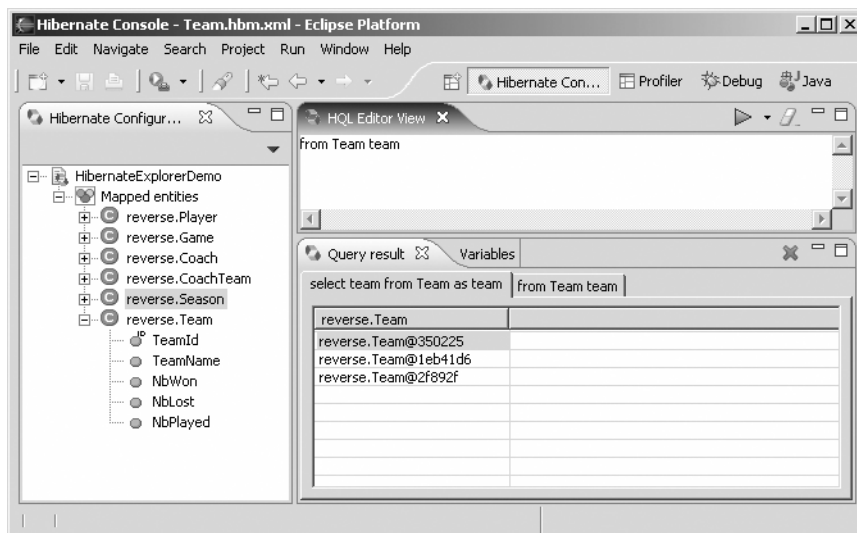 Hibernate Console - Team.hbm.xml - Eclipse Platform
File Edit Navigate Search Project Run Window Help
Hibernate Con... Profiler Debug Java
Hibernate Configur...
HibernateExplorerDemo
Mapped entities
reverse.Player
reverse.Game
reverse.Coach
reverse.CoachTeam
reverse.Season
reverse.Team
TeamId
TeamName
NbWon
NbLost
NbPlayed
HQL Editor View
from Team team
Query result Variables
select team from Team as team from Team team
reverse.Team
reverse.Team@350225
reverse.Team@1eb41d6
reverse.Team@2f892f